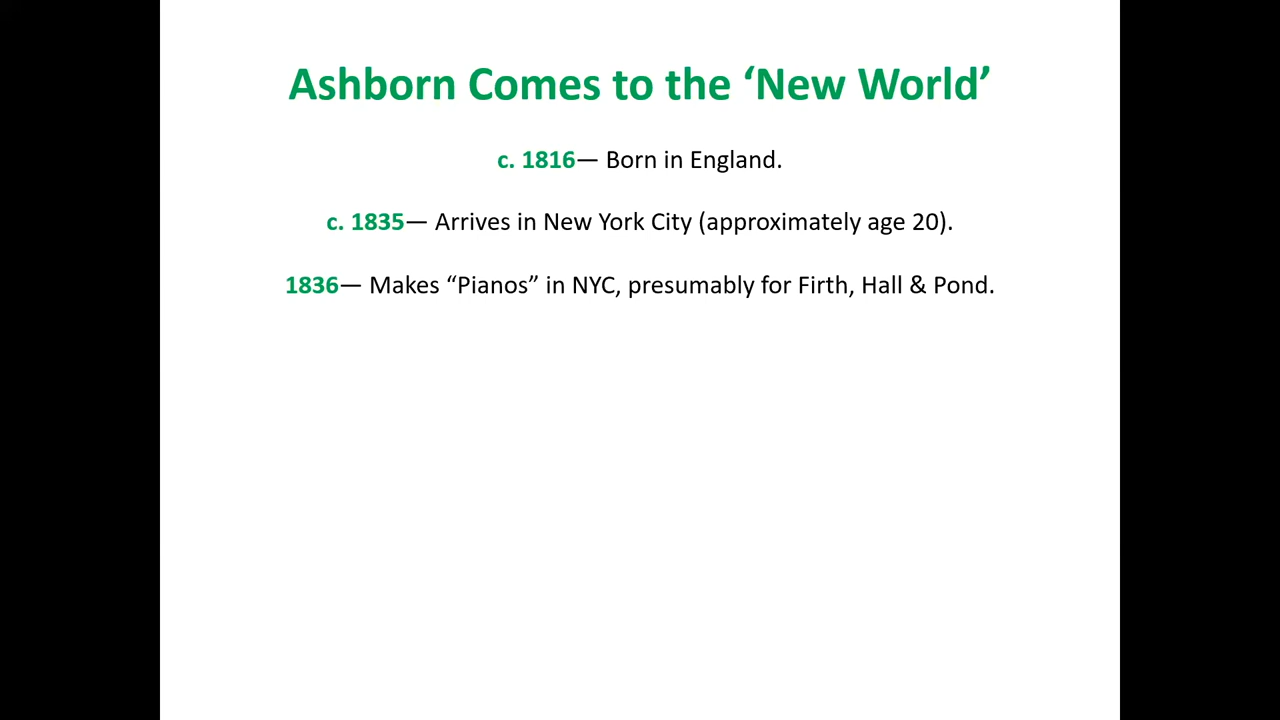 Ashborn Comes to the ‘New World’
c. 1816— Born in England.
c. 1835— Arrives in New York City (approximately age 20).
1836— Makes “Pianos” in NYC, presumably for Firth, Hall & Pond.